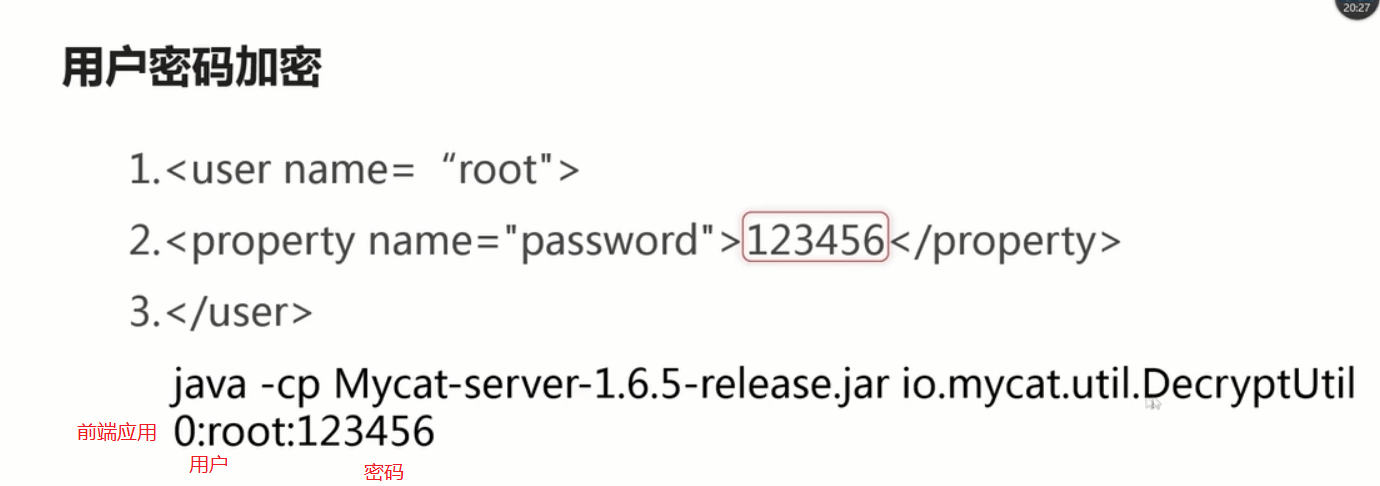 20:27
用户密码加密
1.<user name= “root">
2.<property name="password">123456</property>
3.</user>
java -cp Mycat-server-1.6.5-release.jar io.mycat.util.DecryptUtil
前端应用 0:root:123456
用户 密码